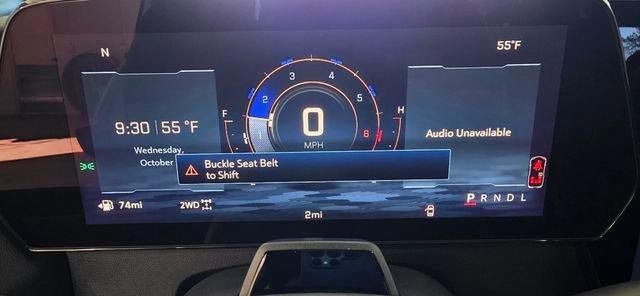 N
55°F
3 4
2 5
1 6
F
H
0
MPH
9:30 55 °F
Wednesday,
October
Audio Unavailable
Buckle Seat Belt
to Shift
74mi
2WD
2mi
P R N D L